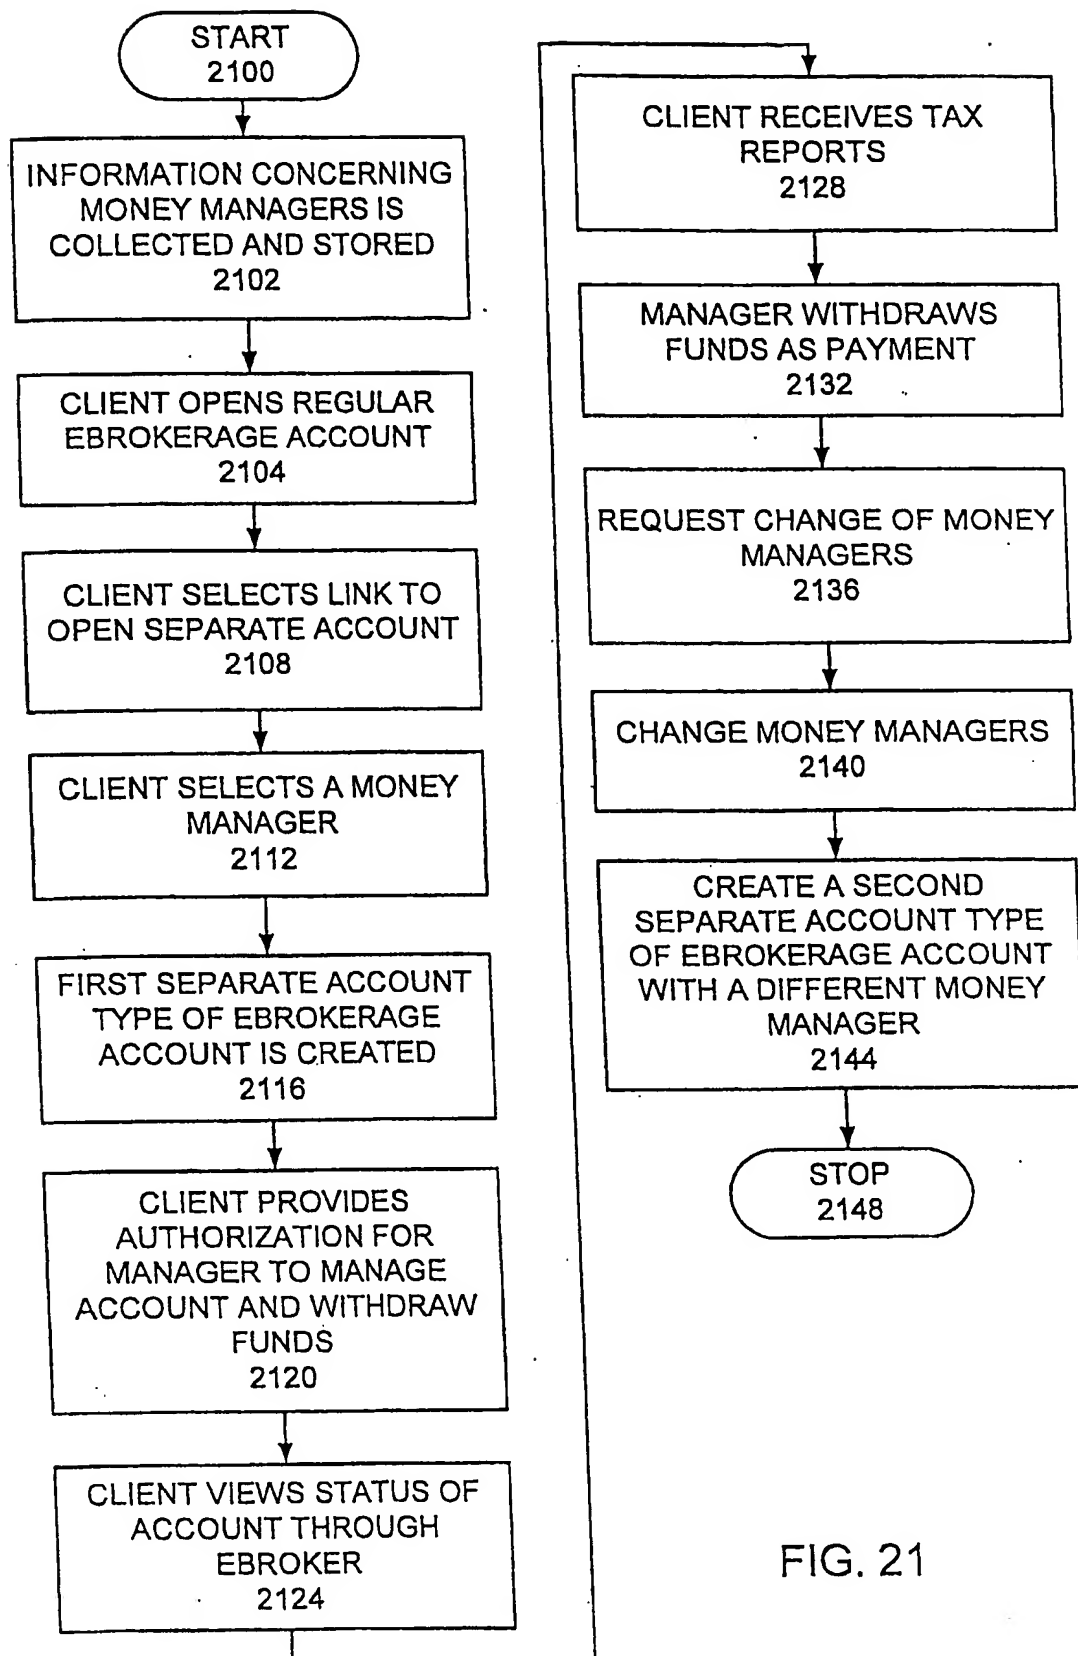 START
2100
INFORMATION CONCERNING
MONEY MANAGERS IS
COLLECTED AND STORED
2102
CLIENT OPENS REGULAR
EBROKERAGE ACCOUNT
2104
CLIENT SELECTS LINK TO
OPEN SEPARATE ACCOUNT
2108
CLIENT SELECTS A MONEY
MANAGER
2112
FIRST SEPARATE ACCOUNT
TYPE OF EBROKERAGE
ACCOUNT IS CREATED
2116
CLIENT PROVIDES
AUTHORIZATION FOR
MANAGER TO MANAGE
ACCOUNT AND WITHDRAW
FUNDS
2120
CLIENT VIEWS STATUS OF
ACCOUNT THROUGH
EBROKER
2124
CLIENT RECEIVES TAX
REPORTS
2128
MANAGER WITHDRAWS
FUNDS AS PAYMENT
2132
REQUEST CHANGE OF MONEY
MANAGERS
2136
CHANGE MONEY MANAGERS
2140
CREATE A SECOND
SEPARATE ACCOUNT TYPE
OF EBROKERAGE ACCOUNT
WITH A DIFFERENT MONEY
MANAGER
2144
STOP
2148
FIG. 21